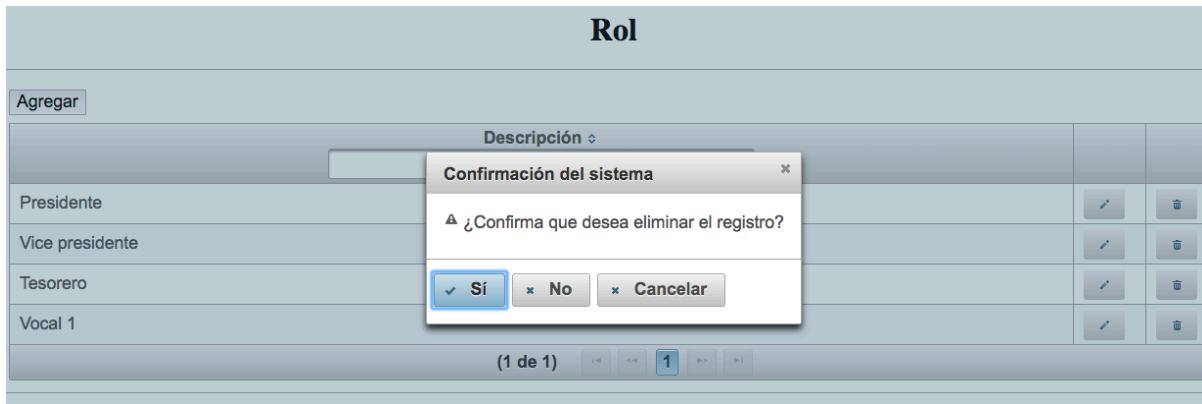 Rol
Agregar
Descripción
Confirmación del sistema
Presidente
¿Confirma que desea eliminar el registro?
Vice presidente
Tesorero
Sí No Cancelar
Vocal 1
(1 de 1) 1